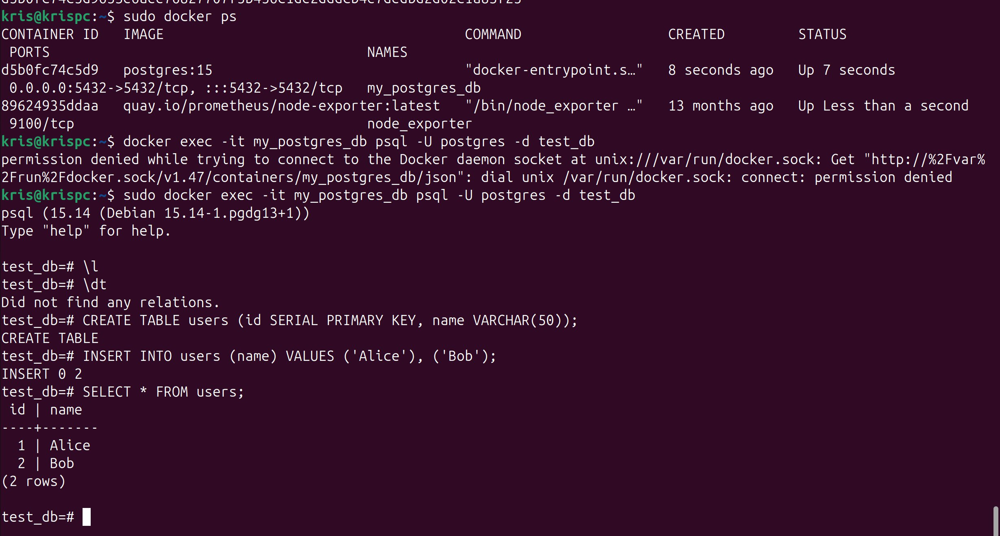 kris@krispc:~$ sudo docker ps
CONTAINER ID   IMAGE                                     COMMAND                  CREATED         STATUS
 PORTS                                       NAMES
d5b0fc74c5d9   postgres:15                               "docker-entrypoint.s…"   8 seconds ago   Up 7 seconds
 0.0.0.0:5432->5432/tcp, :::5432->5432/tcp   my_postgres_db
89624935ddaa   quay.io/prometheus/node-exporter:latest   "/bin/node_exporter …"   13 months ago   Up Less than a second
 9100/tcp                                    node_exporter
kris@krispc:~$ docker exec -it my_postgres_db psql -U postgres -d test_db
permission denied while trying to connect to the Docker daemon socket at unix:///var/run/docker.sock: Get "http://%2Fvar%
2Frun%2Fdocker.sock/v1.47/containers/my_postgres_db/json": dial unix /var/run/docker.sock: connect: permission denied
kris@krispc:~$ sudo docker exec -it my_postgres_db psql -U postgres -d test_db
psql (15.14 (Debian 15.14-1.pgdg13+1))
Type "help" for help.

test_db=# \l
test_db=# \dt
Did not find any relations.
test_db=# CREATE TABLE users (id SERIAL PRIMARY KEY, name VARCHAR(50));
CREATE TABLE
test_db=# INSERT INTO users (name) VALUES ('Alice'), ('Bob');
INSERT 0 2
test_db=# SELECT * FROM users;
 id | name
----+-------
  1 | Alice
  2 | Bob
(2 rows)

test_db=#